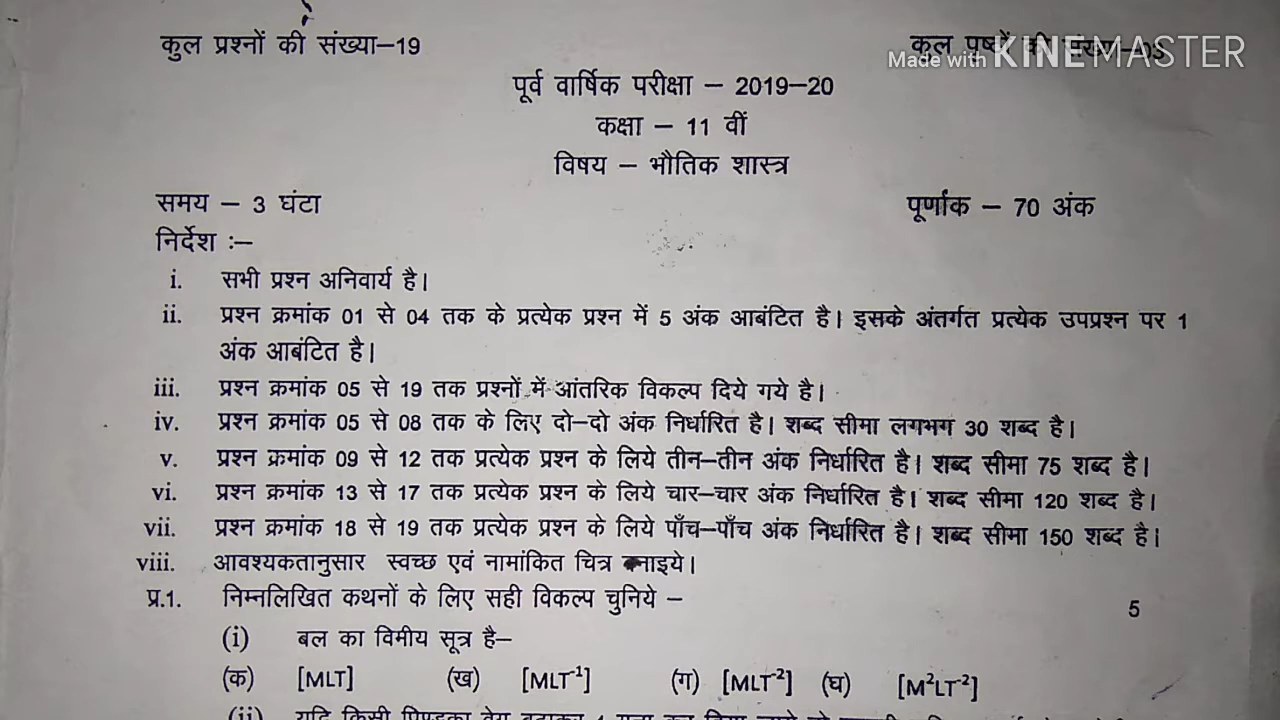 कुल प्रश्नों की संख्या–19
कुल पृष्ठों की संख्या–05
Made with KINEMASTER
पूर्व वार्षिक परीक्षा – 2019–20
कक्षा – 11 वीं
विषय – भौतिक शास्त्र
समय – 3 घंटा
पूर्णांक – 70 अंक
निर्देश :–
i. सभी प्रश्न अनिवार्य है।
ii. प्रश्न क्रमांक 01 से 04 तक के प्रत्येक प्रश्न में 5 अंक आबंटित है। इसके अंतर्गत प्रत्येक उपप्रश्न पर 1
अंक आबंटित है।
iii. प्रश्न क्रमांक 05 से 19 तक प्रश्नों में आंतरिक विकल्प दिये गये है।
iv. प्रश्न क्रमांक 05 से 08 तक के लिए दो–दो अंक निर्धारित है। शब्द सीमा लगभग 30 शब्द है।
v. प्रश्न क्रमांक 09 से 12 तक प्रत्येक प्रश्न के लिये तीन–तीन अंक निर्धारित है। शब्द सीमा 75 शब्द है।
vi. प्रश्न क्रमांक 13 से 17 तक प्रत्येक प्रश्न के लिये चार–चार अंक निर्धारित है। शब्द सीमा 120 शब्द है।
vii. प्रश्न क्रमांक 18 से 19 तक प्रत्येक प्रश्न के लिये पाँच–पाँच अंक निर्धारित है। शब्द सीमा 150 शब्द है।
viii. आवश्यकतानुसार स्वच्छ एवं नामांकित चित्र बनाइये।
प्र.1. निम्नलिखित कथनों के लिए सही विकल्प चुनिये – 5
(i) बल का विमीय सूत्र है–
(क) [MLT] (ख) [MLT⁻¹] (ग) [MLT⁻²] (घ) [M²LT⁻²]
(ii) यदि किसी